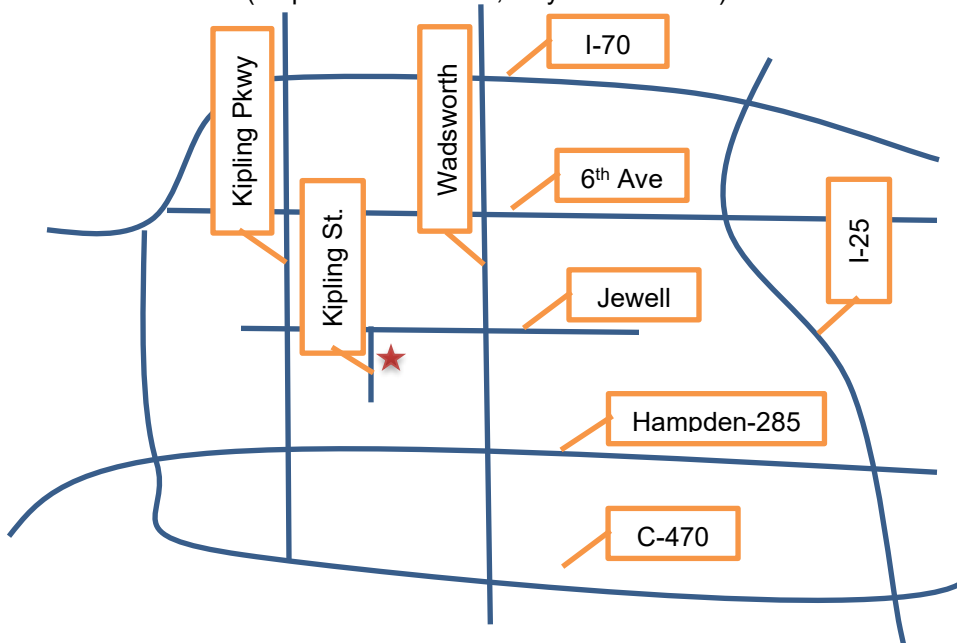 I-70
Kipling Pkwy
Wadsworth
6th Ave
Kipling St.
I-25
Jewell
Hampden-285
C-470